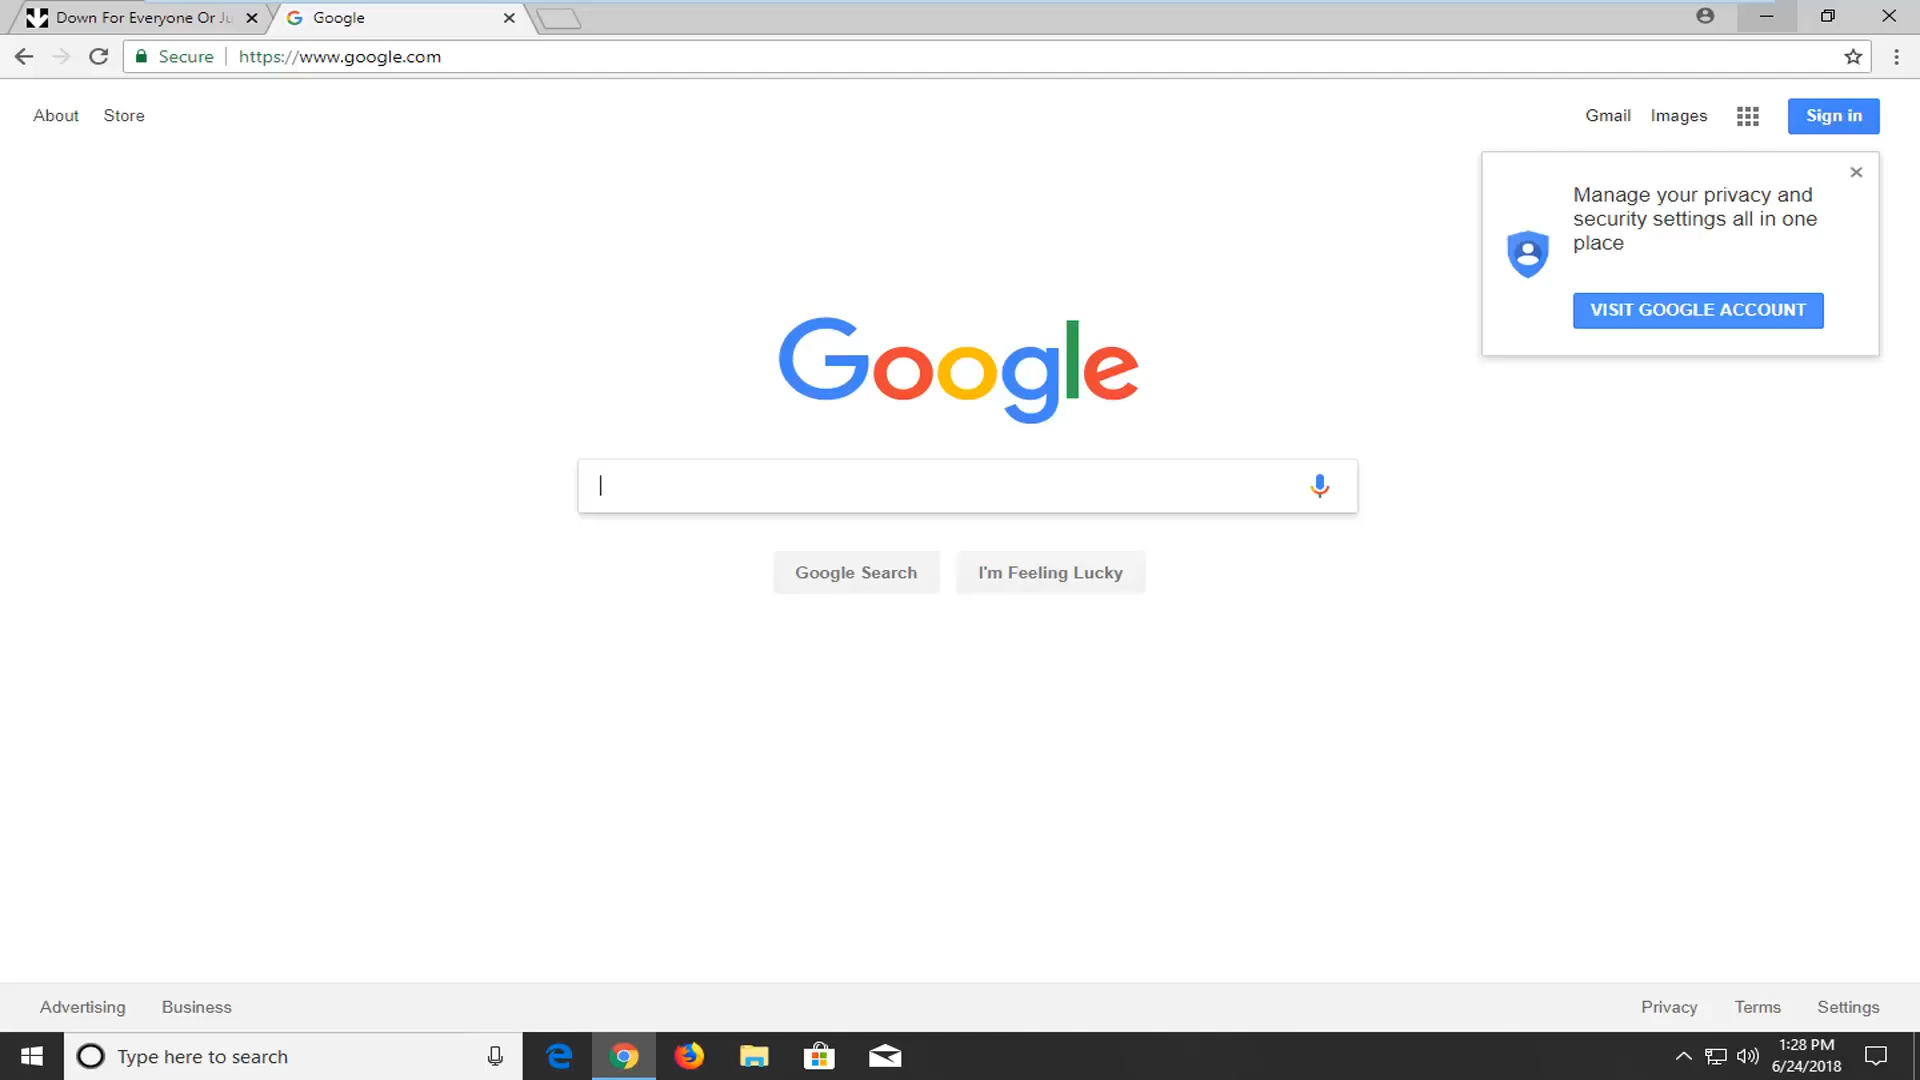 Down For Everyone Or Ju
Google
Secure https://www.google.com
About Store
Gmail Images Sign in
Manage your privacy and
security settings all in one
place
VISIT GOOGLE ACCOUNT
Google
Google Search I'm Feeling Lucky
Advertising Business
Privacy Terms Settings
Type here to search
1:28 PM
6/24/2018